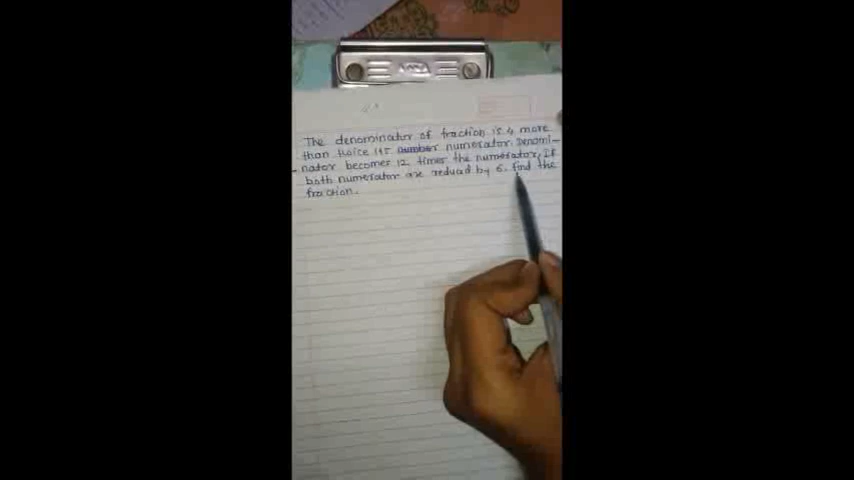 The denominator of fraction is 4 more
than twice its number numerator. Denomi-
nator becomes 12 times the numerator, If
both numerator are reduced by 6. find the
fraction.